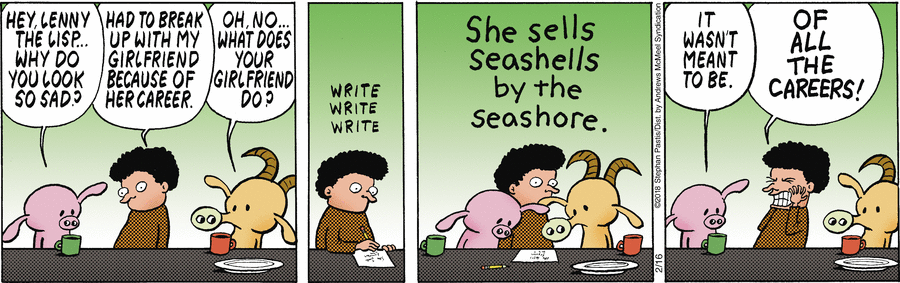 HEY, LENNY
THE LISP...
WHY DO
YOU LOOK
SO SAD?
HAD TO BREAK
UP WITH MY
GIRLFRIEND
BECAUSE OF
HER CAREER.
OH, NO...
WHAT DOES
YOUR
GIRLFRIEND
DO?
WRITE
WRITE
WRITE
She sells
seashells
by the
seashore.
©2018 Stephan Pastis/Dist. by Andrews McMeel Syndication
2/16
IT
WASN'T
MEANT
TO BE.
OF
ALL
THE
CAREERS!